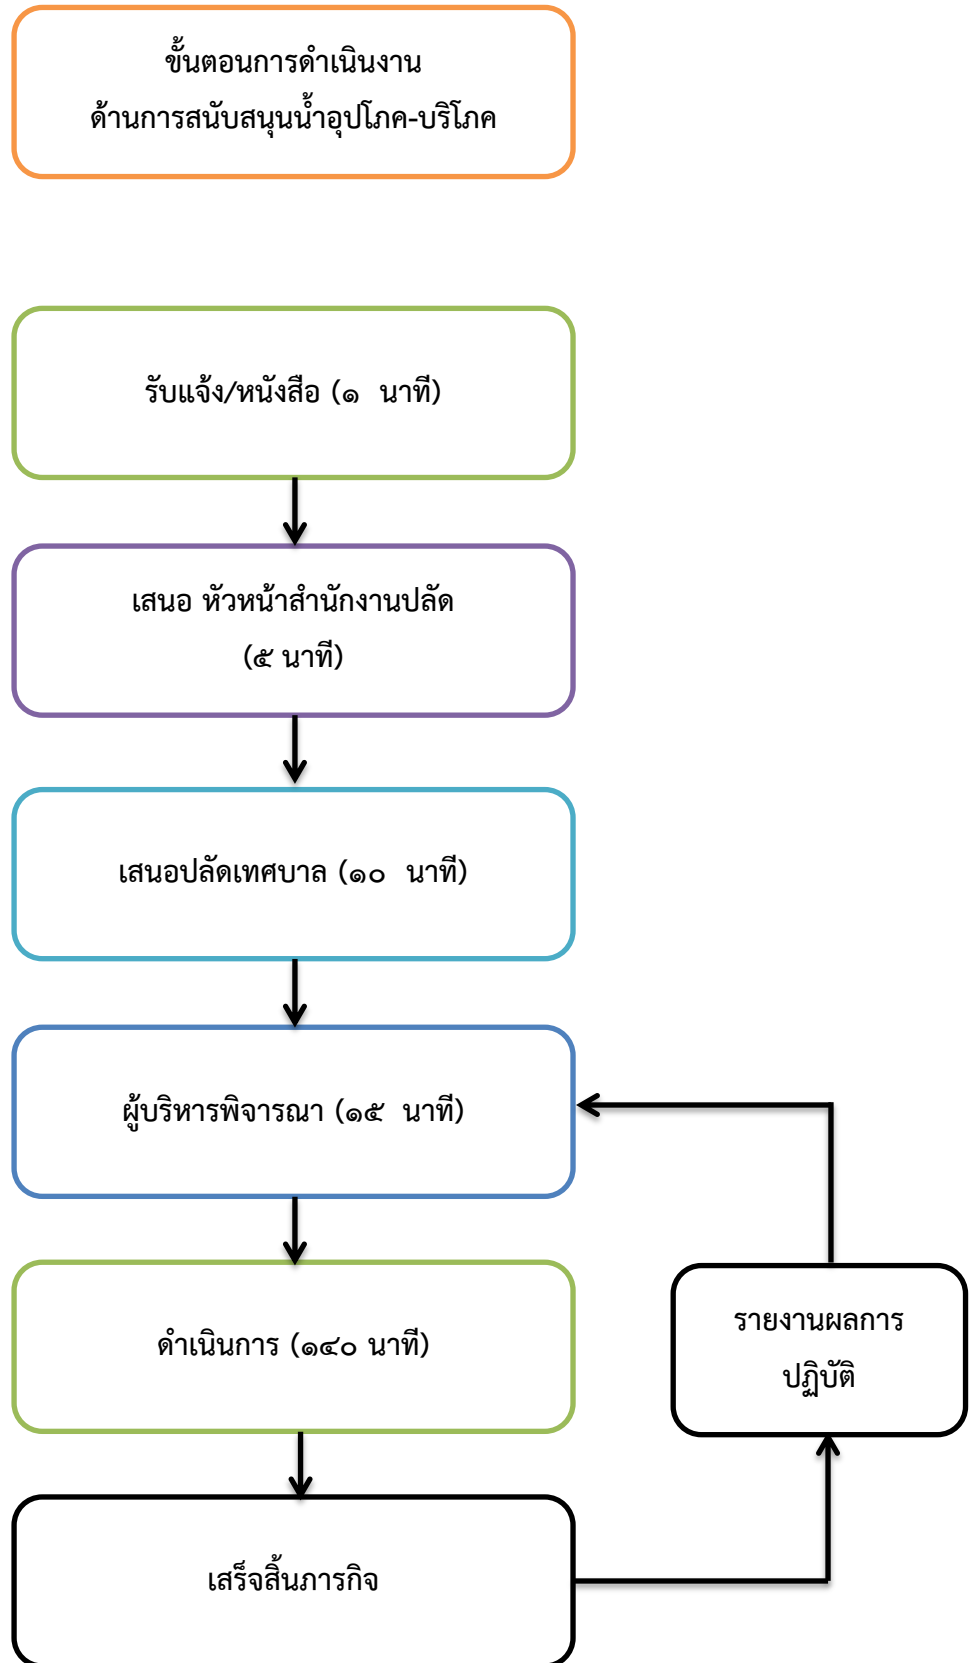 ขั้นตอนการดำเนินงาน
ด้านการสนับสนุนน้ำอุปโภค-บริโภค
รับแจ้ง/หนังสือ (๑ นาที)
เสนอ หัวหน้าสำนักงานปลัด
(๕ นาที)
เสนอปลัดเทศบาล (๑๐ นาที)
ผู้บริหารพิจารณา (๑๕ นาที)
ดำเนินการ (๑๔๐ นาที)
รายงานผลการ
ปฏิบัติ
เสร็จสิ้นภารกิจ